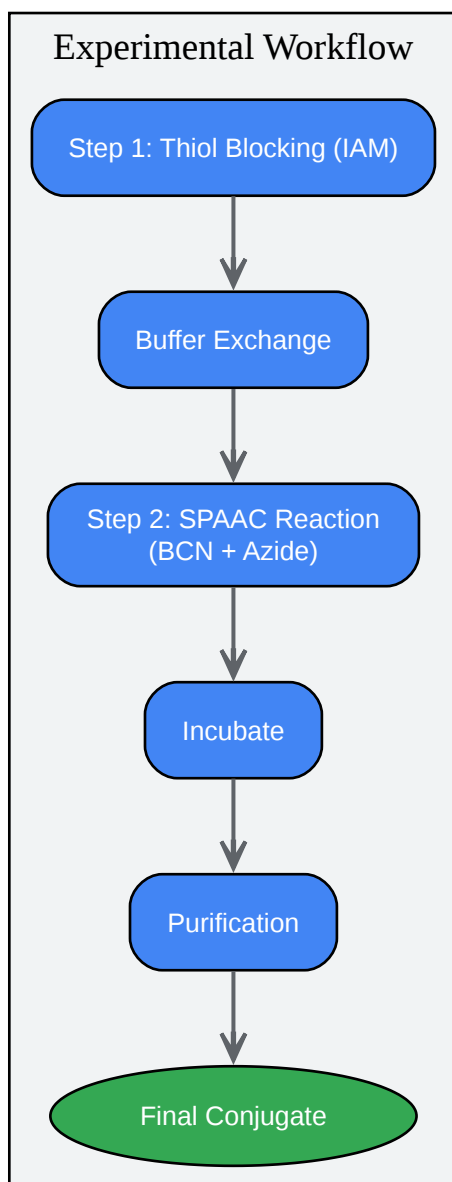 Experimental Workflow
Step 1: Thiol Blocking (IAM)
Buffer Exchange
Step 2: SPAAC Reaction
(BCN + Azide)
Incubate
Purification
Final Conjugate